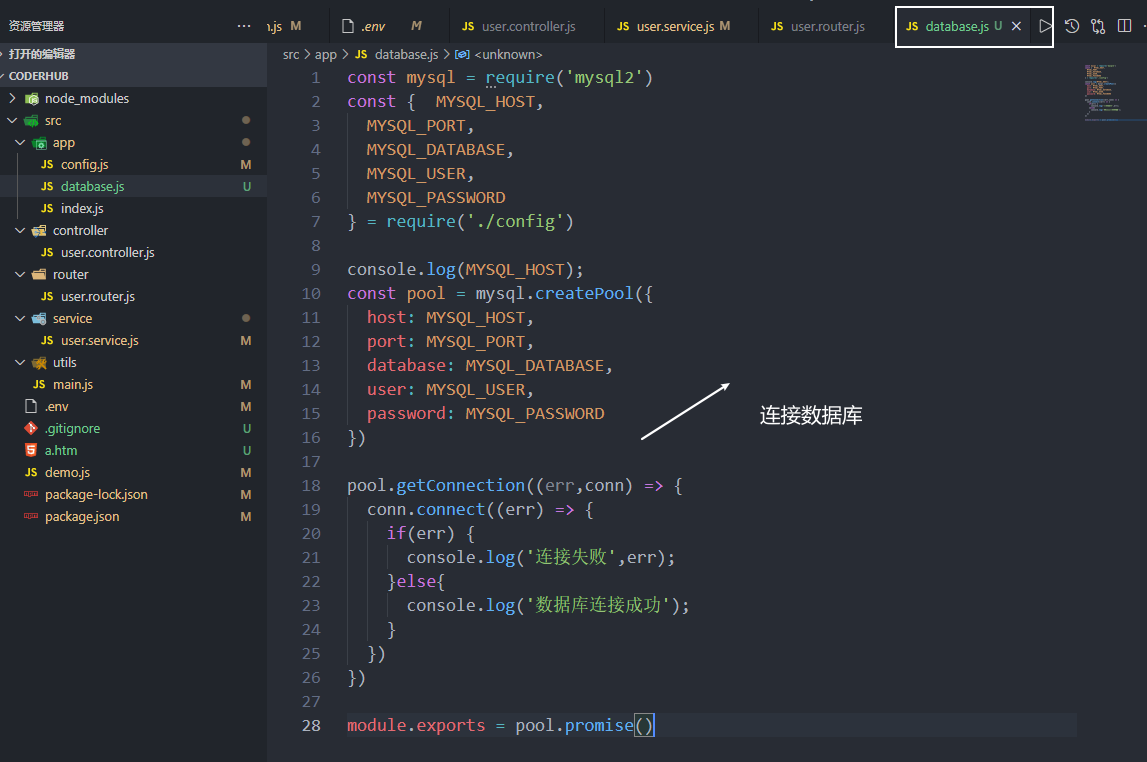 资源管理器 ···
n.js M .env M JS user.controller.js JS user.service.js M JS user.router.js JS database.js U
打开的编辑器
src > app > JS database.js > <unknown>
CODERHUB
node_modules
src
app
JS config.js M
JS database.js U
JS index.js
controller
JS user.controller.js
router
JS user.router.js
service
JS user.service.js M
utils
JS main.js M
.env M
.gitignore U
a.htm U
JS demo.js M
package-lock.json M
package.json M
1 const mysql = require('mysql2')
2 const {  MYSQL_HOST,
3   MYSQL_PORT,
4   MYSQL_DATABASE,
5   MYSQL_USER,
6   MYSQL_PASSWORD
7 } = require('./config')
8
9 console.log(MYSQL_HOST);
10 const pool = mysql.createPool({
11   host: MYSQL_HOST,
12   port: MYSQL_PORT,
13   database: MYSQL_DATABASE,
14   user: MYSQL_USER,
15   password: MYSQL_PASSWORD
连接数据库
16 })
17
18 pool.getConnection((err,conn) => {
19   conn.connect((err) => {
20     if(err) {
21       console.log('连接失败',err);
22     }else{
23       console.log('数据库连接成功');
24     }
25   })
26 })
27
28 module.exports = pool.promise()